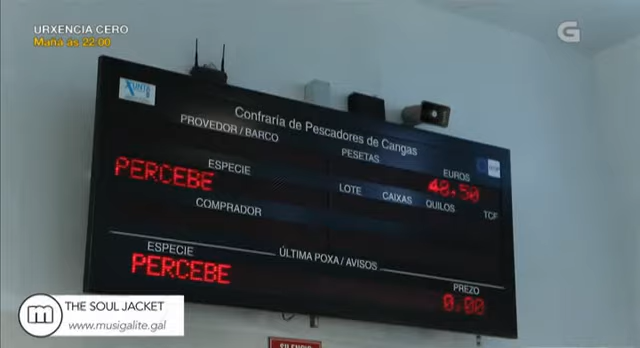 URXENCIA CERO
Mañá ás 22:00
G
XUNTA
Confraría de Pescadores de Cangas
PROVEDOR / BARCO
PESETAS
EUROS
ESPECIE
PERCEBE
48.50
LOTE CAIXAS QUILOS TCF
COMPRADOR
ÚLTIMA POXA / AVISOS
ESPECIE
PREZO
PERCEBE
0.00
m THE SOUL JACKET
www.musigalite.gal
SILENCIO